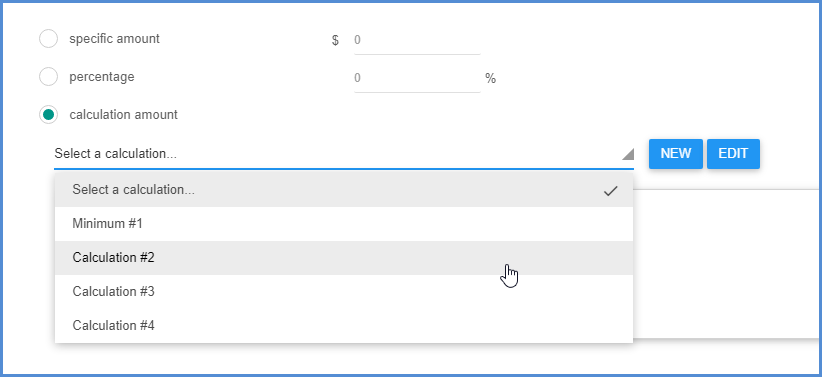 specific amount $ 0
percentage 0 %
calculation amount
Select a calculation... NEW EDIT
Select a calculation...
Minimum #1
Calculation #2
Calculation #3
Calculation #4